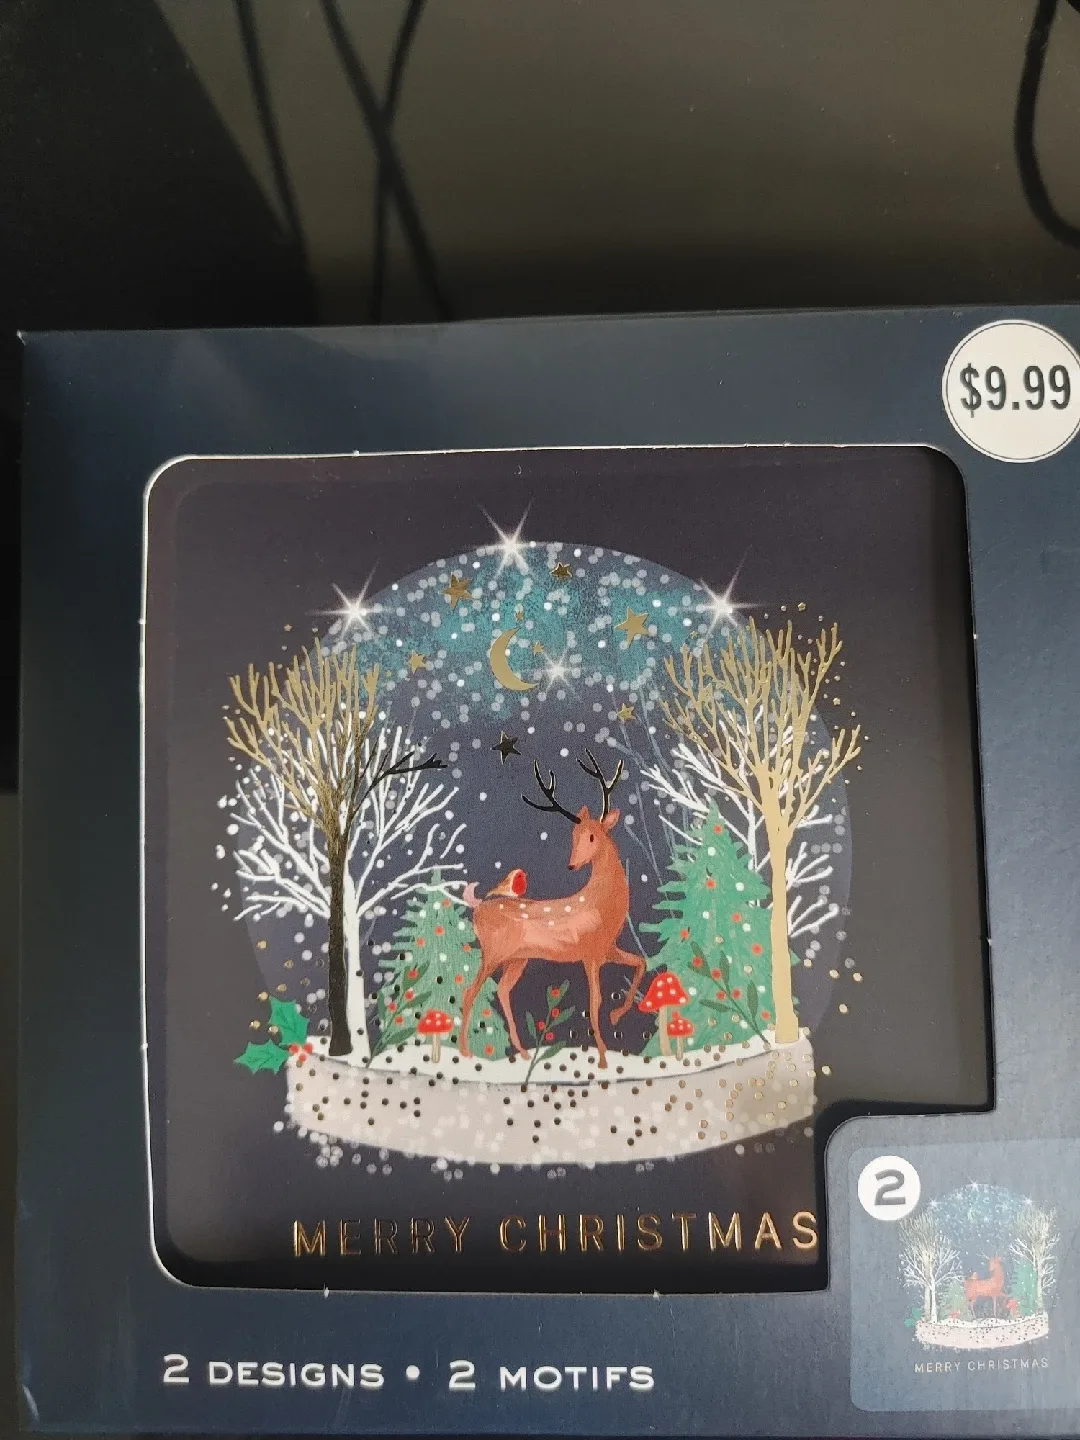 $9.99
MERRY CHRISTMAS
2
MERRY CHRISTMAS
2 DESIGNS • 2 MOTIFS